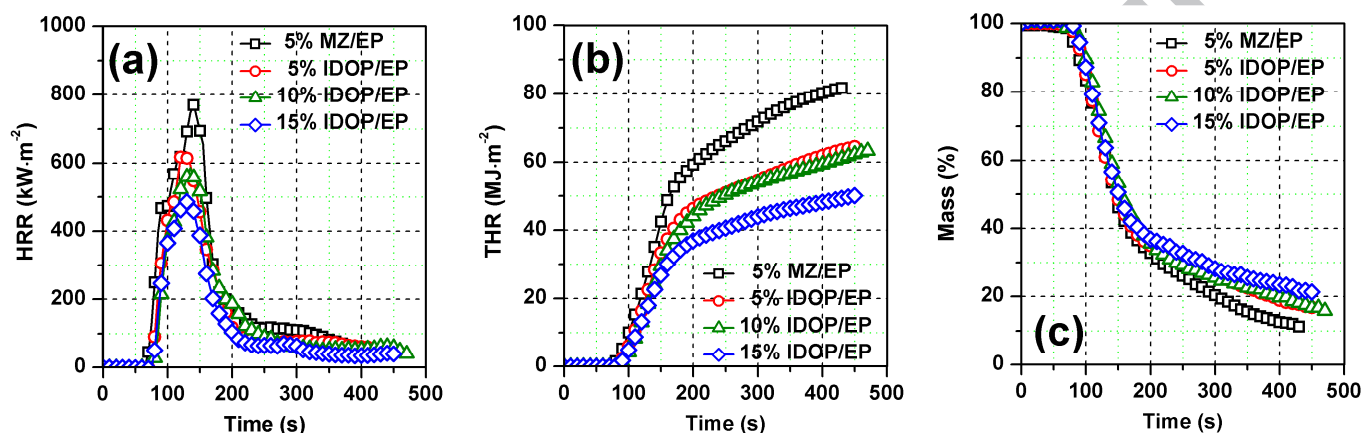 (a)
5% MZ/EP
5% IDOP/EP
10% IDOP/EP
15% IDOP/EP
HRR (kW·m⁻²)
1000
800
600
400
200
0
0 100 200 300 400 500
Time (s)
(b)
5% MZ/EP
5% IDOP/EP
10% IDOP/EP
15% IDOP/EP
THR (MJ·m⁻²)
100
80
60
40
20
0
0 100 200 300 400 500
Time (s)
5% MZ/EP
5% IDOP/EP
10% IDOP/EP
15% IDOP/EP
(c)
Mass (%)
100
80
60
40
20
0
0 100 200 300 400 500
Time (s)